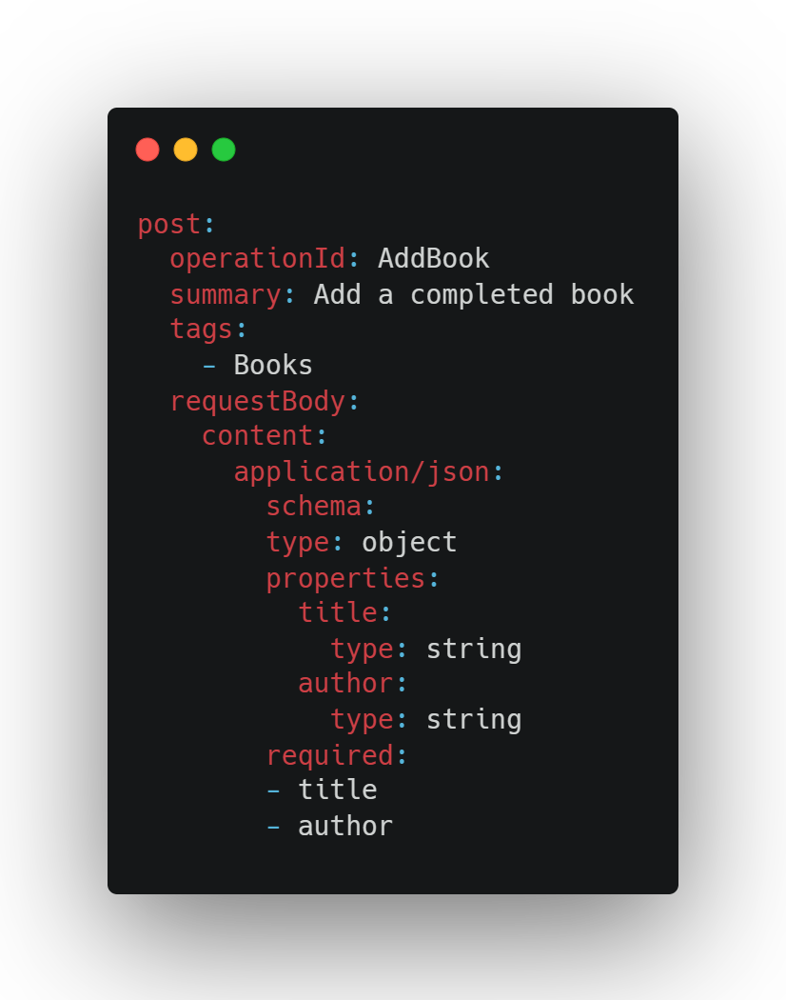 post:
  operationId: AddBook
  summary: Add a completed book
  tags:
    - Books
  requestBody:
    content:
      application/json:
        schema:
        type: object
        properties:
          title:
            type: string
          author:
            type: string
        required:
        - title
        - author